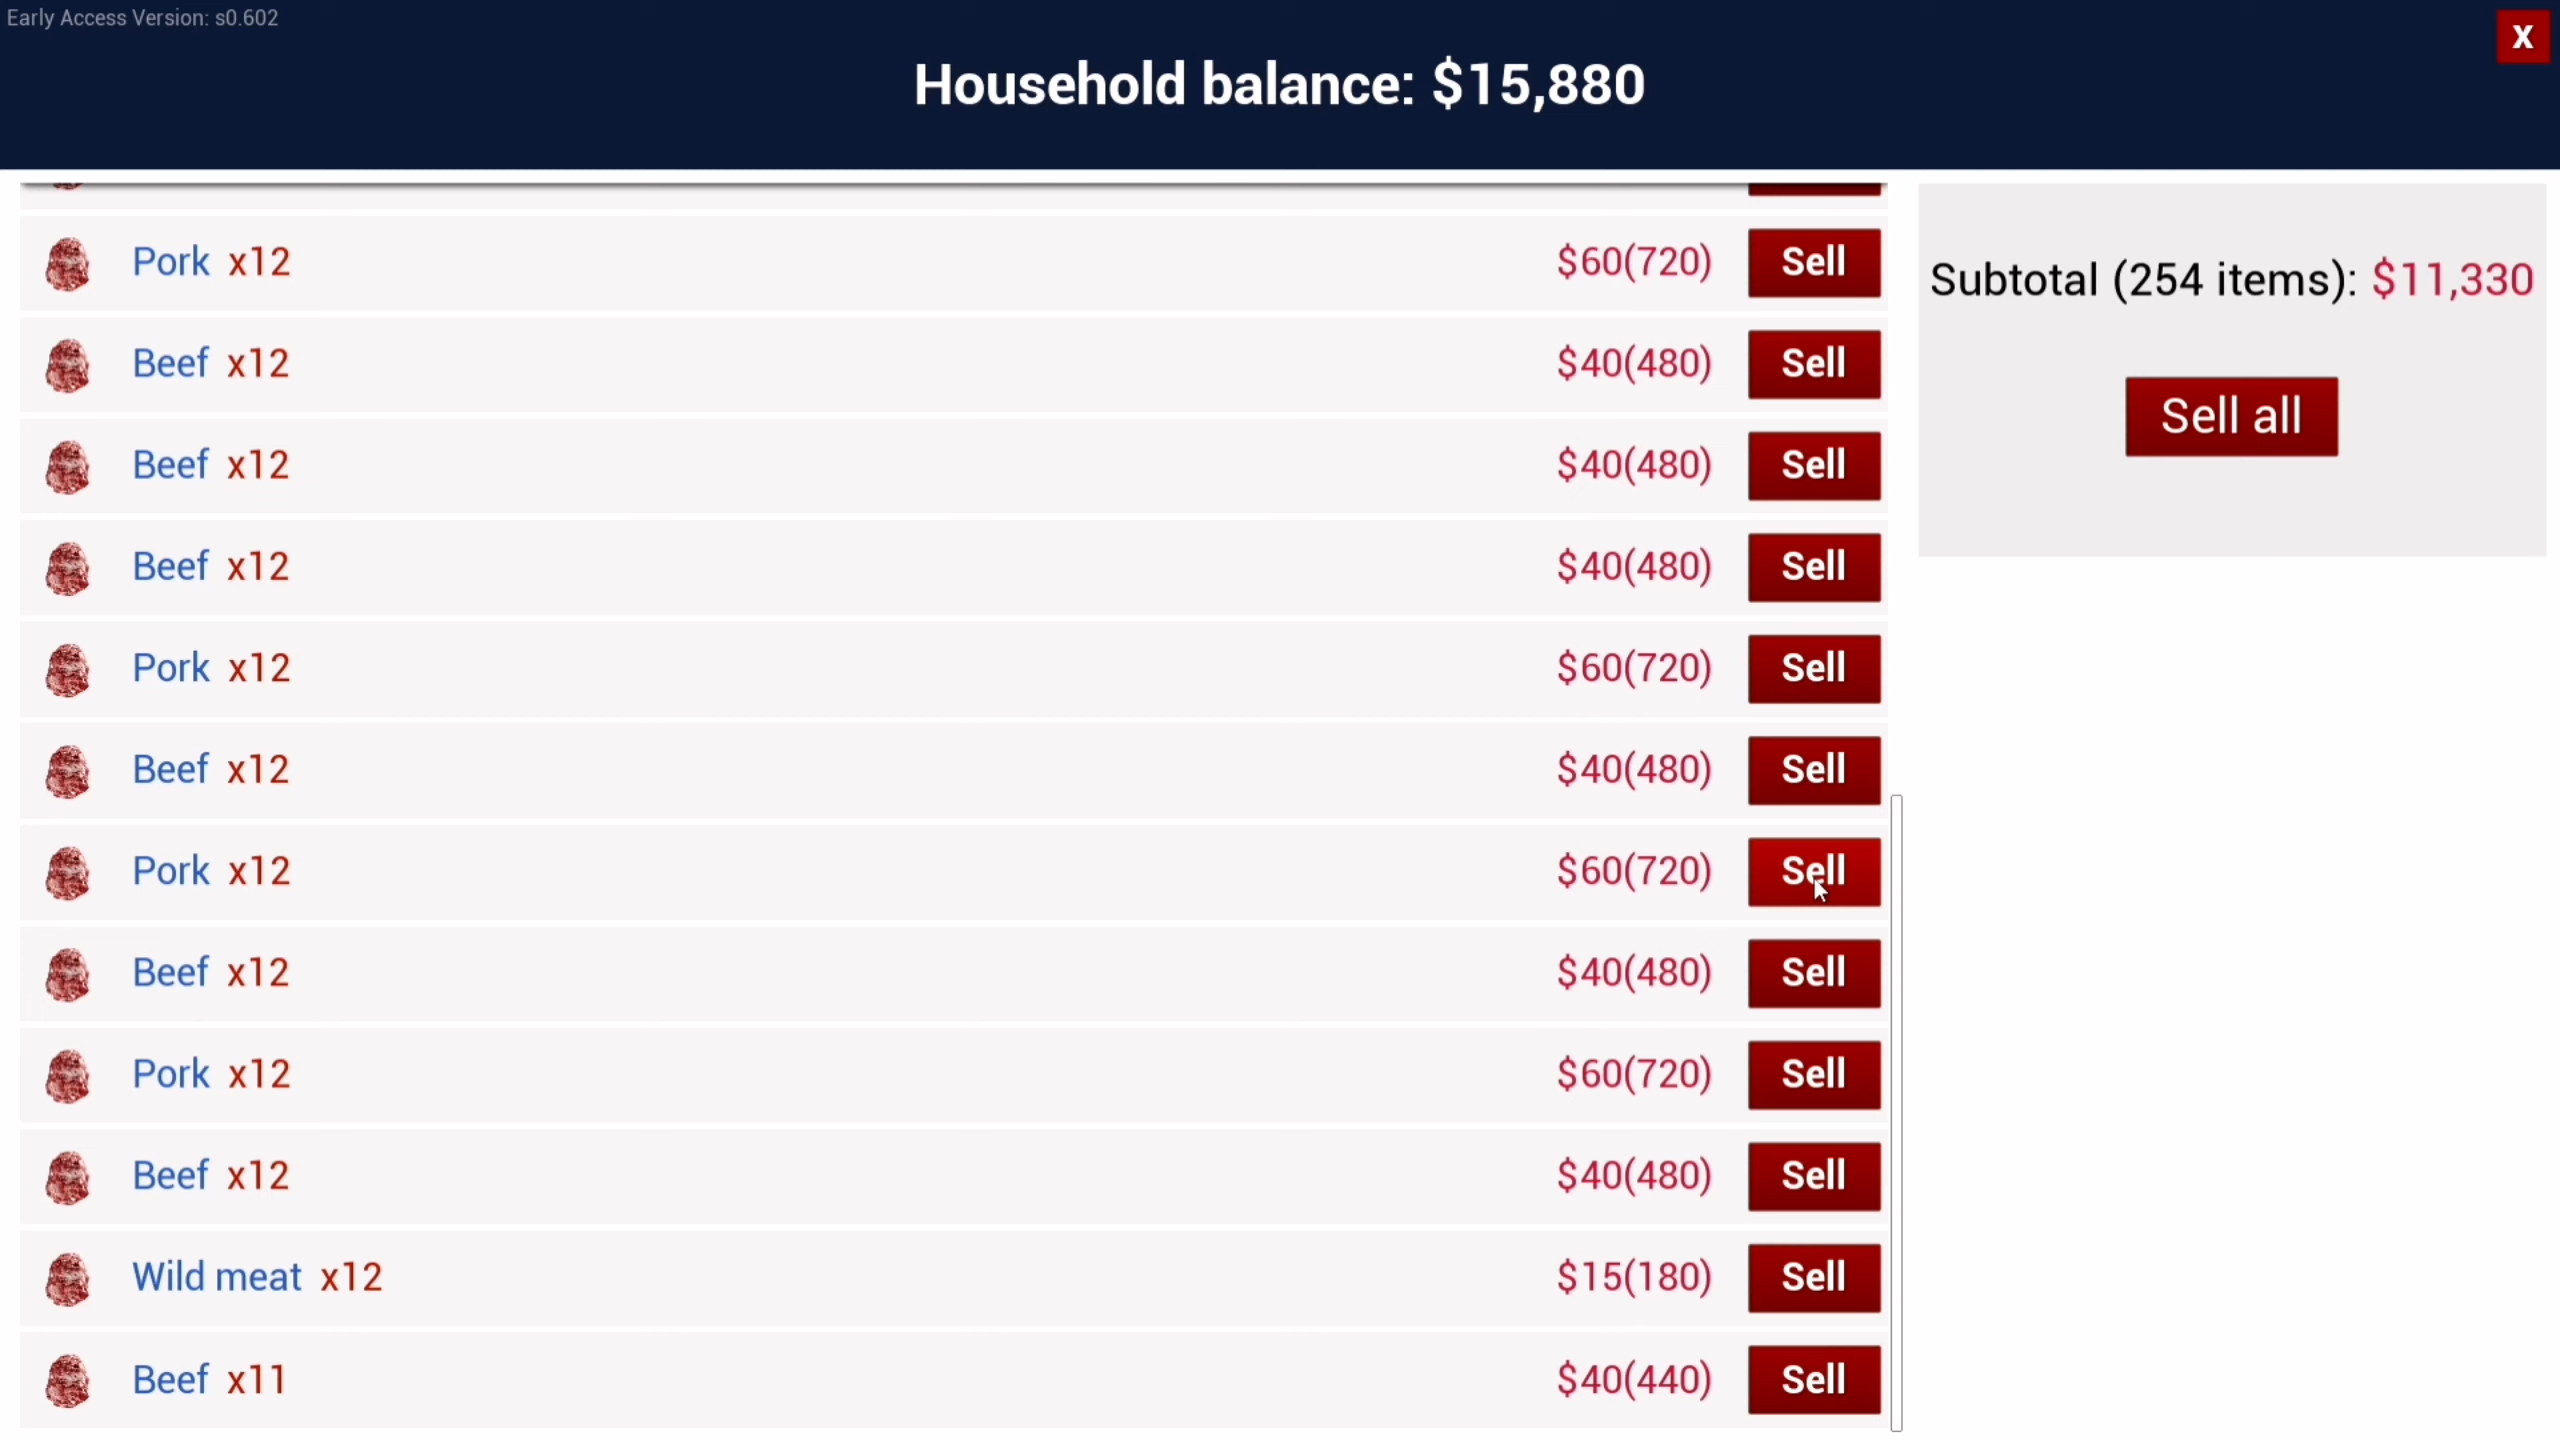 Early Access Version: s0.602
X
Household balance: $15,880
Pork x12 $60(720) Sell
Subtotal (254 items): $11,330
Beef x12 $40(480) Sell
Sell all
Beef x12 $40(480) Sell
Beef x12 $40(480) Sell
Pork x12 $60(720) Sell
Beef x12 $40(480) Sell
Pork x12 $60(720) Sell
Beef x12 $40(480) Sell
Pork x12 $60(720) Sell
Beef x12 $40(480) Sell
Wild meat x12 $15(180) Sell
Beef x11 $40(440) Sell